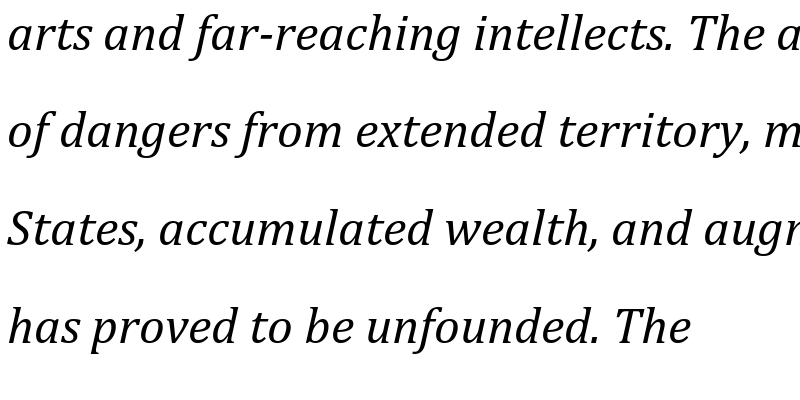 arts and far-reaching intellects. The
of dangers from extended territory,
States, accumulated wealth, and
has proved to be unfounded. The